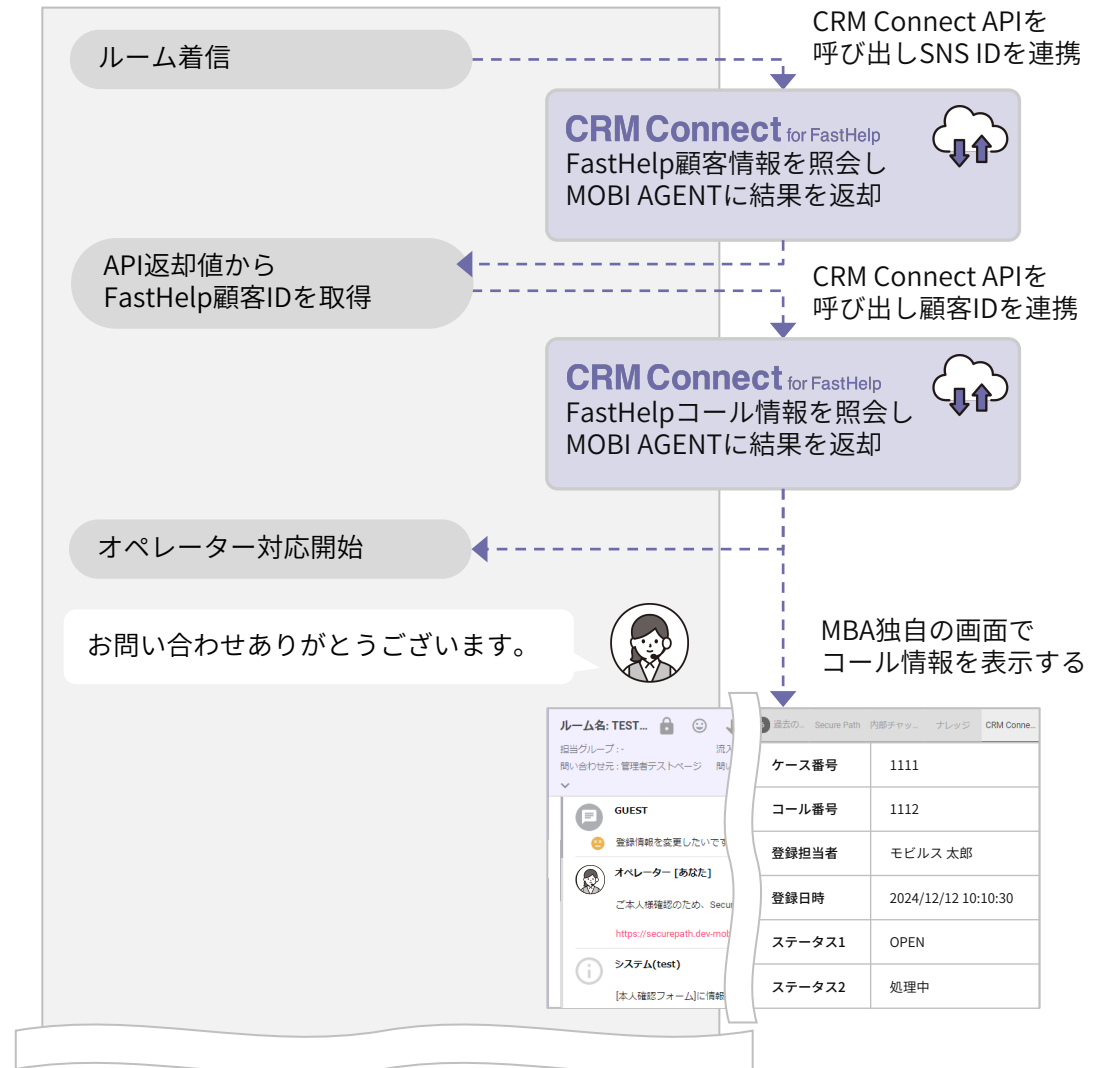 CRM Connect APIを
呼び出しSNS IDを連携
ルーム着信
CRM Connect for FastHelp
FastHelp顧客情報を照会し
MOBI AGENTに結果を返却
API返却値から
FastHelp顧客IDを取得
CRM Connect APIを
呼び出し顧客IDを連携
CRM Connect for FastHelp
FastHelpコール情報を照会し
MOBI AGENTに結果を返却
オペレーター対応開始
お問い合わせありがとうございます。
MBA独自の画面で
コール情報を表示する
ルーム名: TEST...
担当グループ : -
流入
問い合わせ元 : 管理者テストページ
問い
GUEST
登録情報を変更したいです
オペレーター [あなた]
ご本人様確認のため、Secur
https://securepath.dev-mob
システム(test)
[本人確認フォーム]に情報
過去の... Secure Path 内部チャッ... ナレッジ CRM Conne...
ケース番号 1111
コール番号 1112
登録担当者 モビルス 太郎
登録日時 2024/12/12 10:10:30
ステータス1 OPEN
ステータス2 処理中